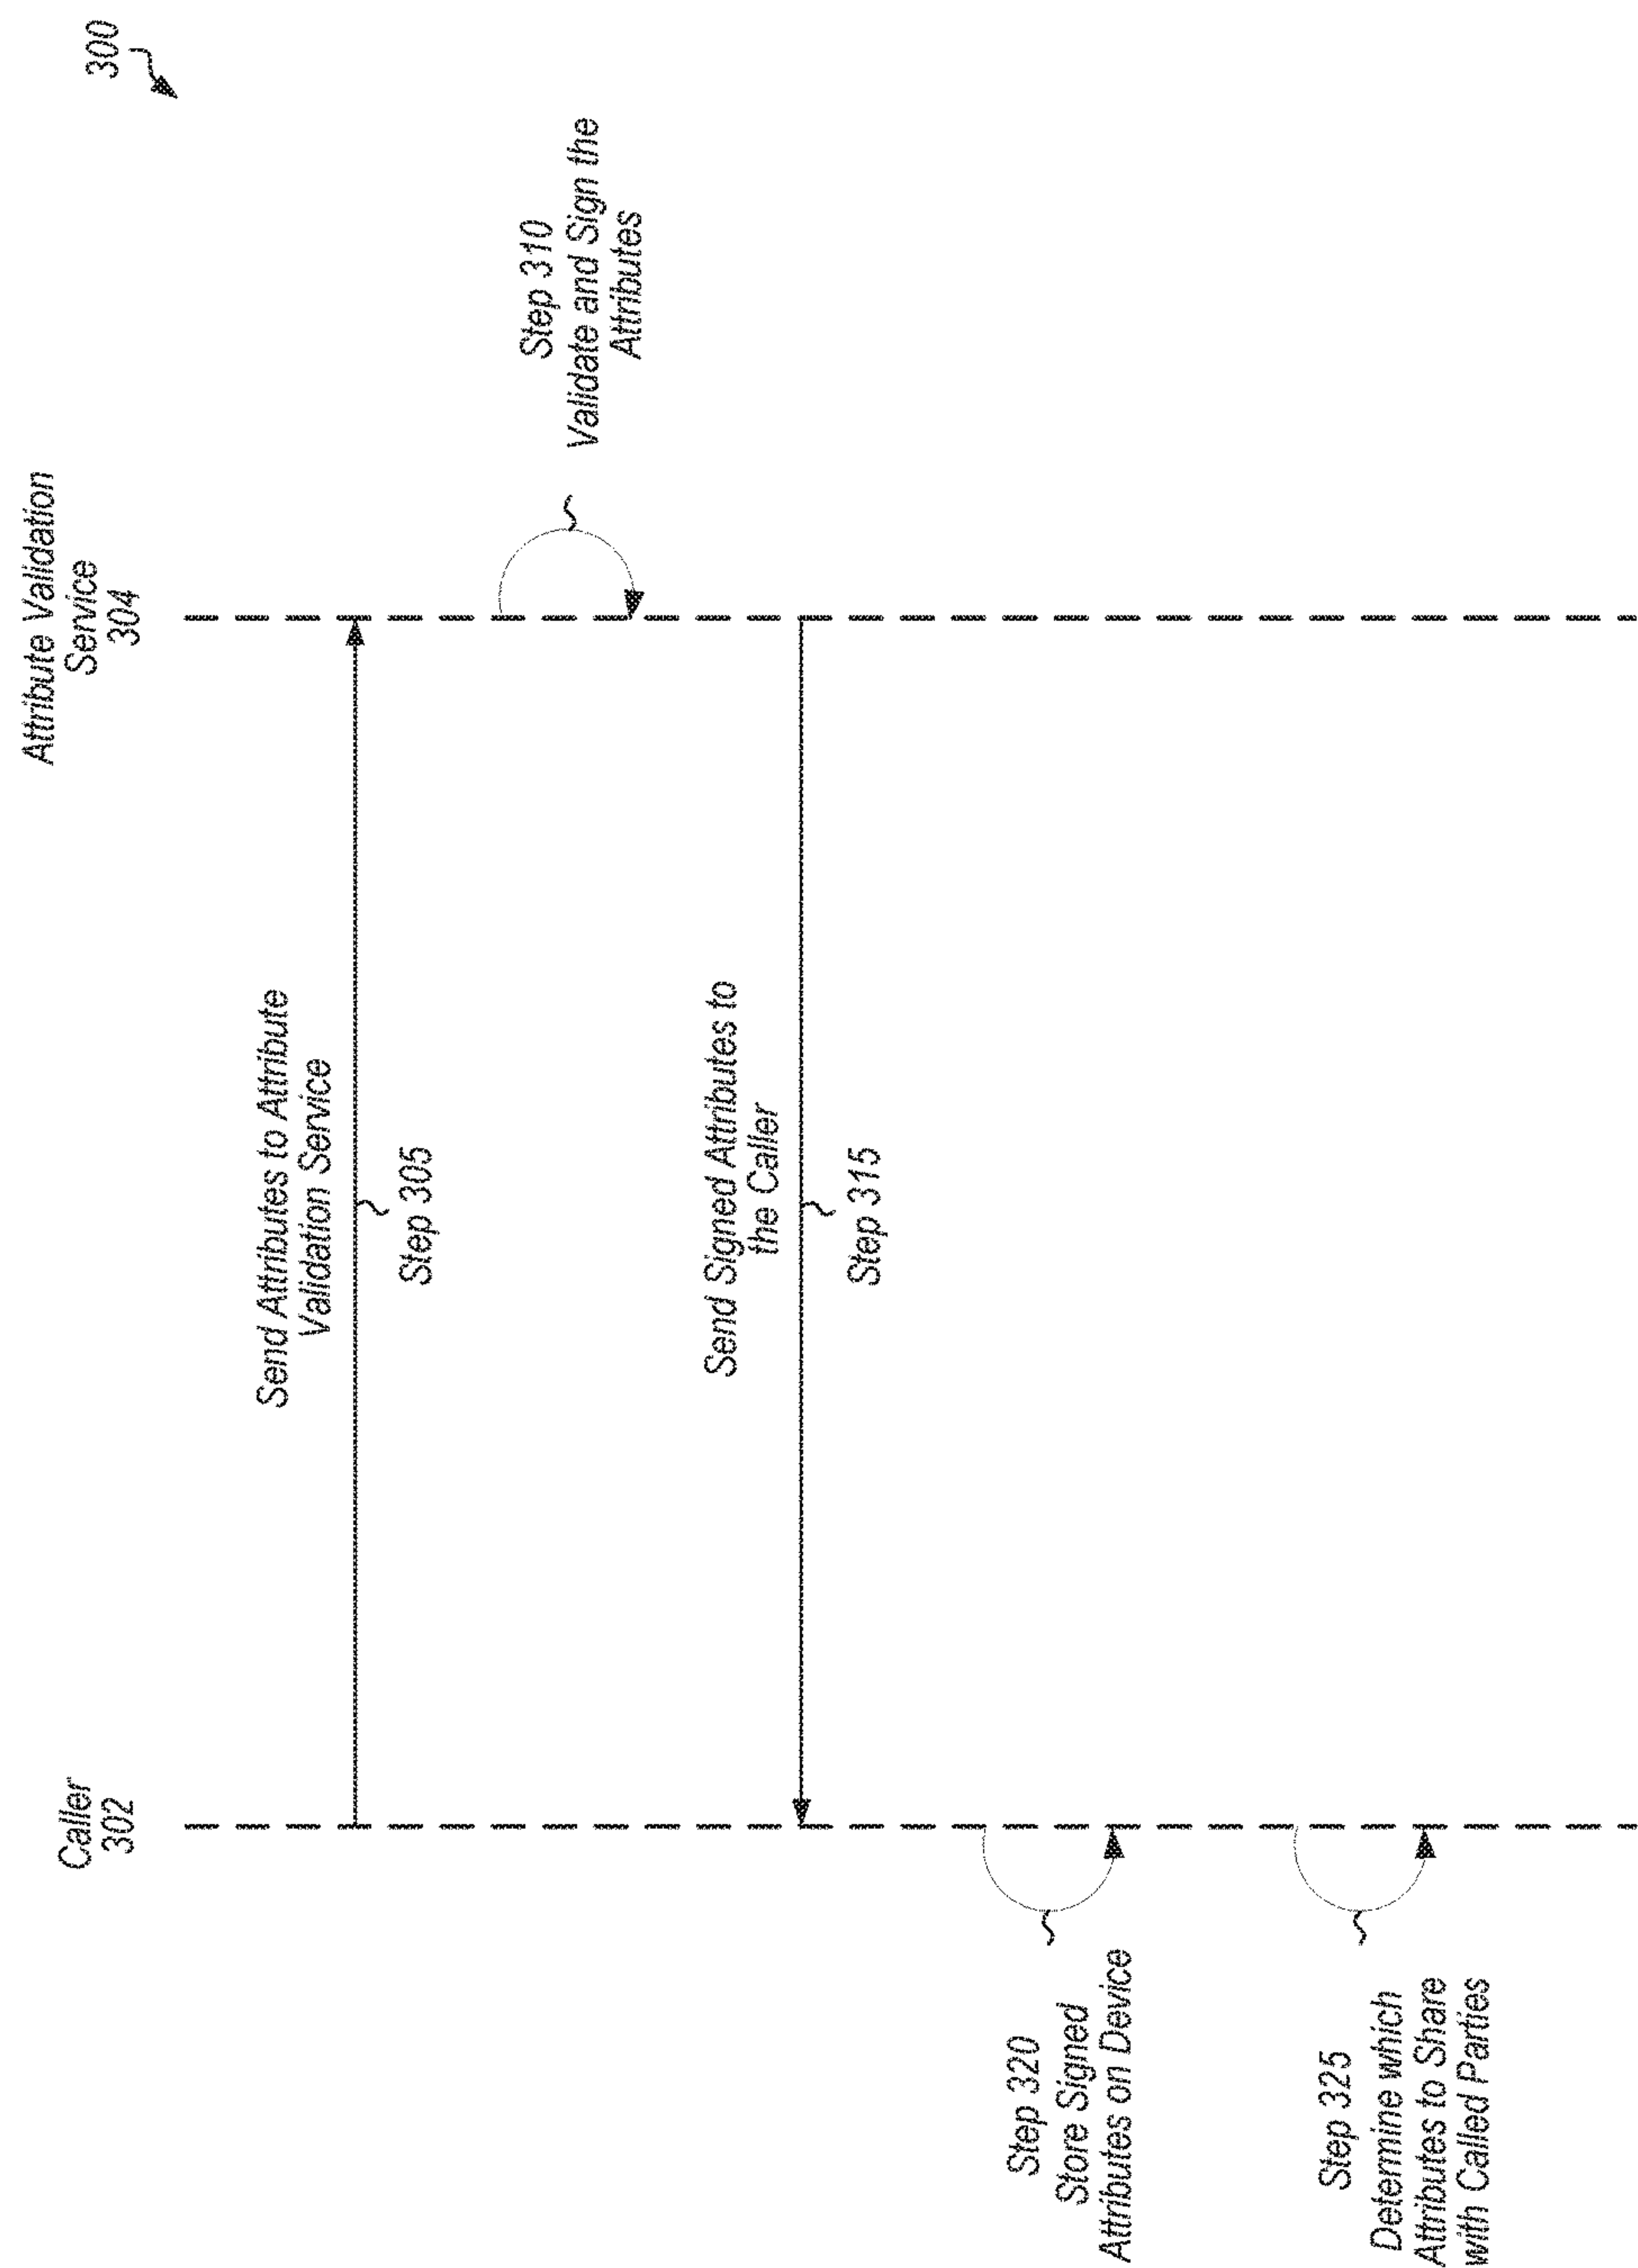 300
Caller
302
Attribute Validation
Service
304
Send Attributes to Attribute
Validation Service
Step 305
Step 310
Validate and Sign the
Attributes
Send Signed Attributes to
the Caller
Step 315
Step 320
Store Signed
Attributes on Device
Step 325
Determine which
Attributes to Share
with Called Parties